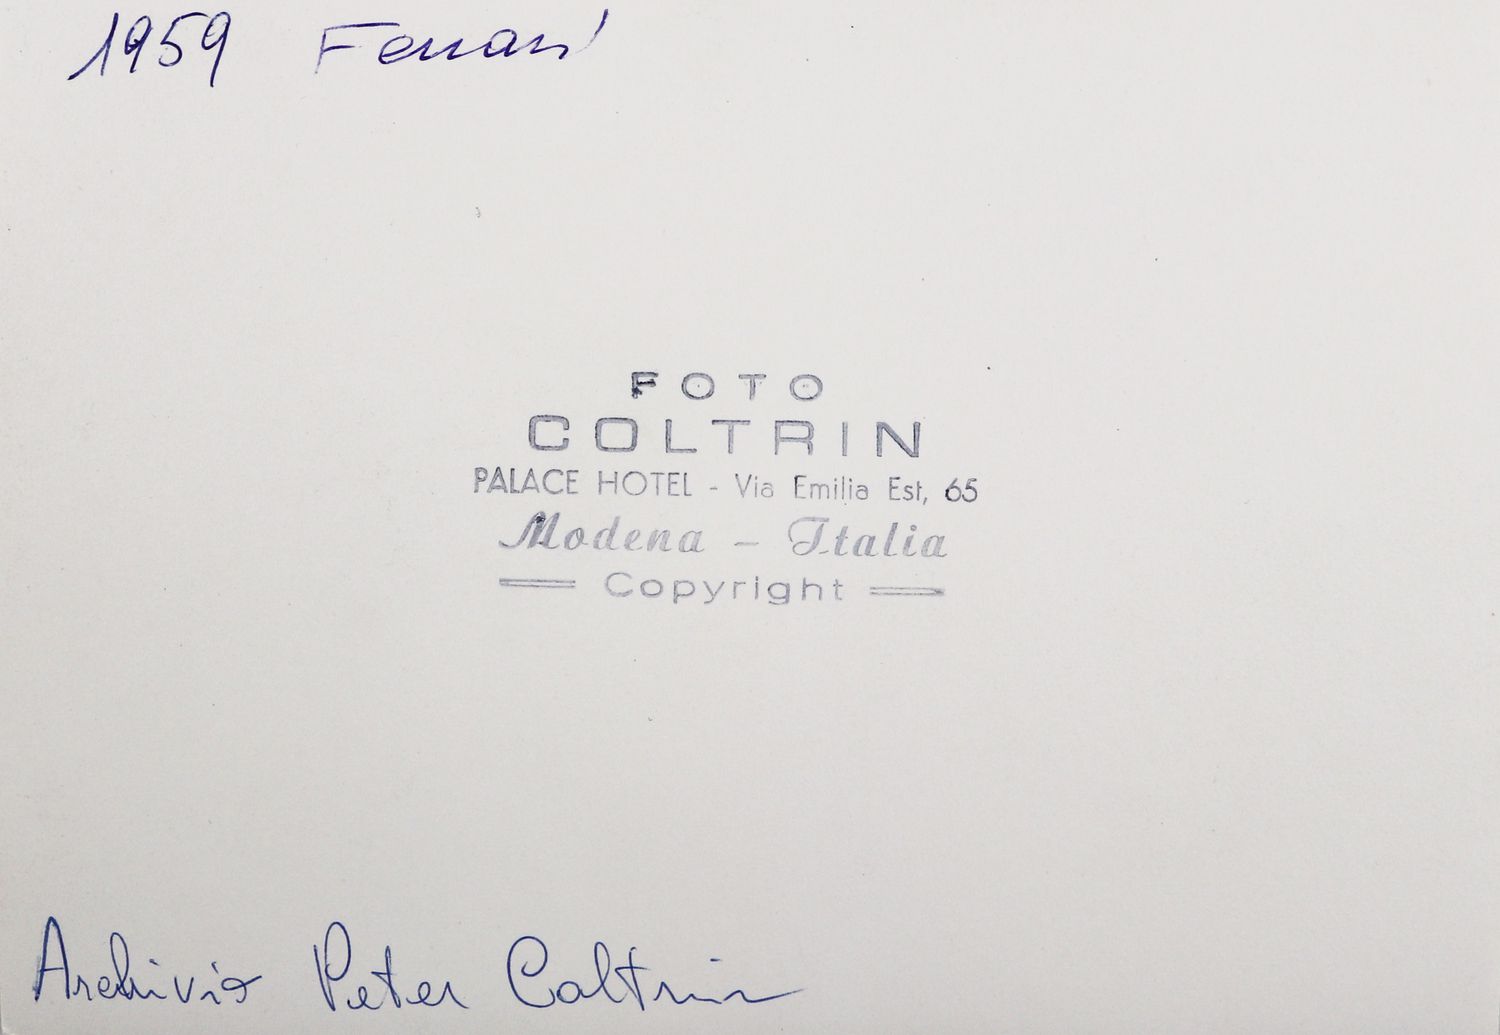 1959 Ferrari
FOTO
COLTRIN
PALACE HOTEL - Via Emilia Est, 65
Modena - Italia
Copyright
Archivio Peter Coltrin